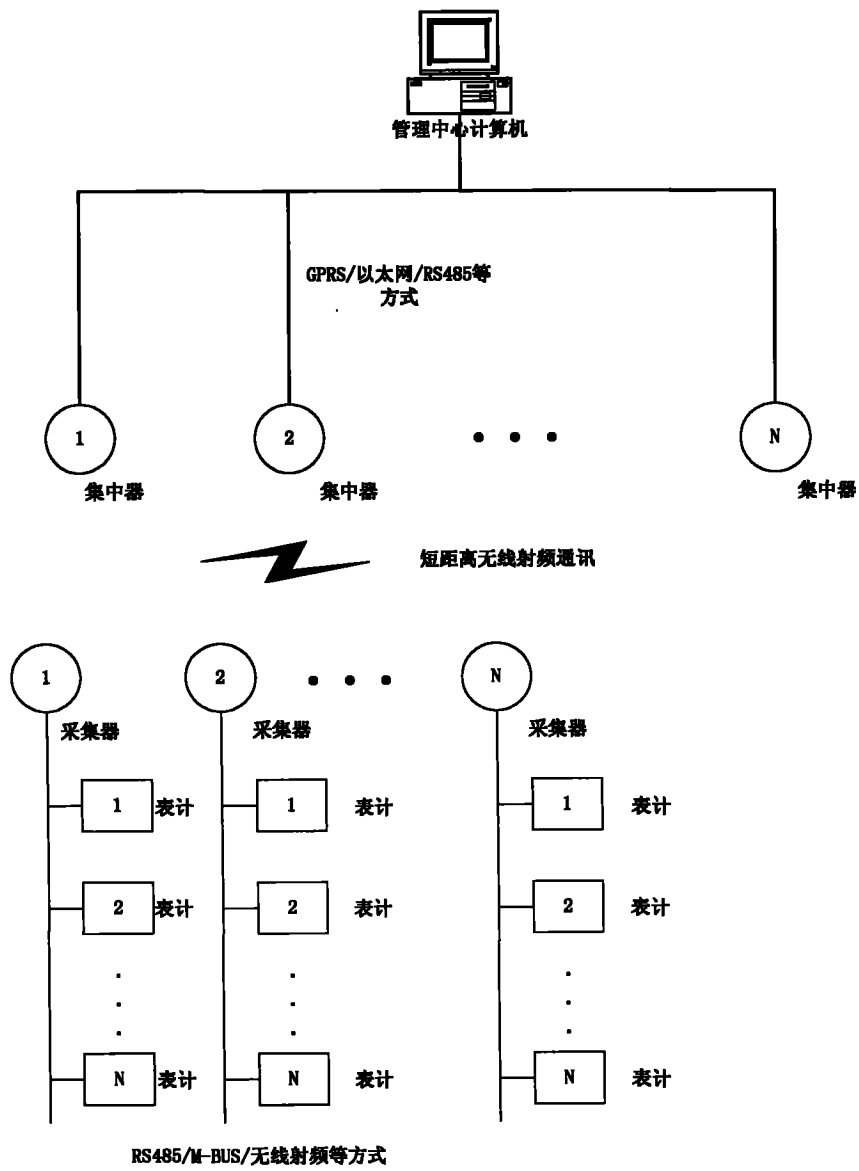 管理中心计算机
GPRS/以太网/RS485等
方式
1
2
N
集中器
集中器
集中器
短距高无线射频通讯
1
2
N
采集器
采集器
采集器
1 表计
1 表计
1 表计
2 表计
2 表计
2 表计
N 表计
N 表计
N 表计
RS485/M-BUS/无线射频等方式